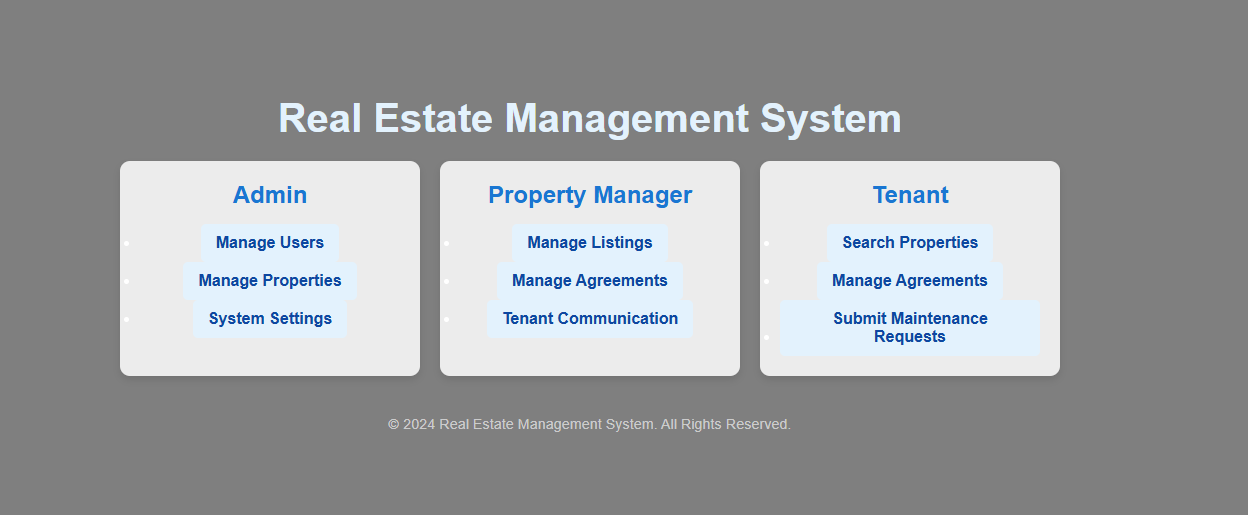 Real Estate Management System
Admin
Manage Users
Manage Properties
System Settings
Property Manager
Manage Listings
Manage Agreements
Tenant Communication
Tenant
Search Properties
Manage Agreements
Submit Maintenance
Requests
© 2024 Real Estate Management System. All Rights Reserved.